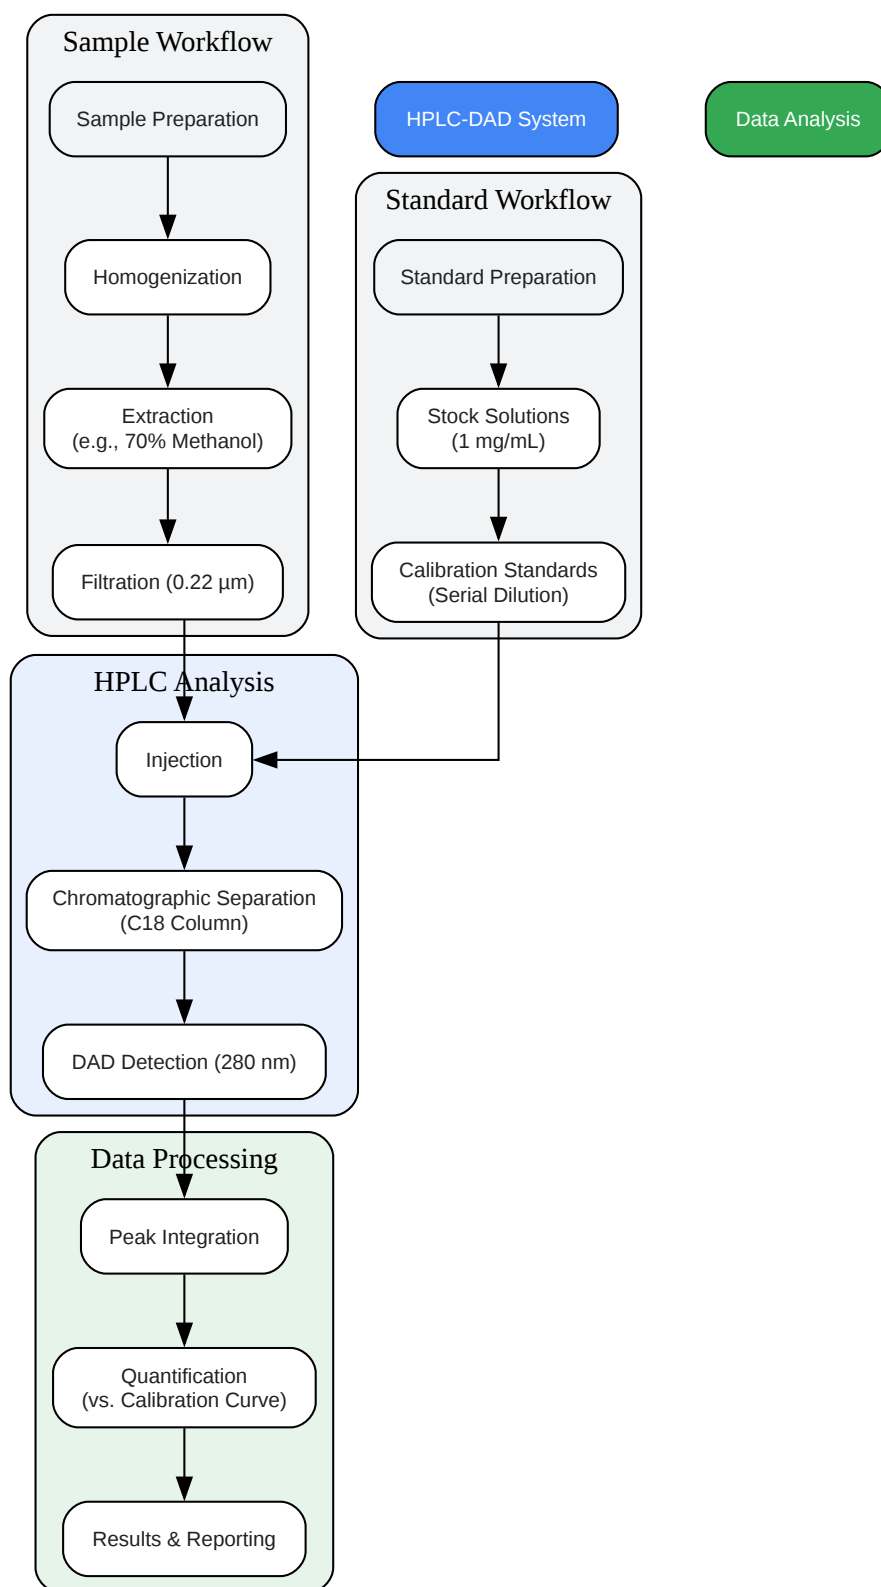 Sample Workflow
Sample Preparation
HPLC-DAD System
Data Analysis
Standard Workflow
Homogenization
Standard Preparation
Extraction
(e.g., 70% Methanol)
Stock Solutions
(1 mg/mL)
Filtration (0.22 µm)
Calibration Standards
(Serial Dilution)
HPLC Analysis
Injection
Chromatographic Separation
(C18 Column)
DAD Detection (280 nm)
Data Processing
Peak Integration
Quantification
(vs. Calibration Curve)
Results & Reporting